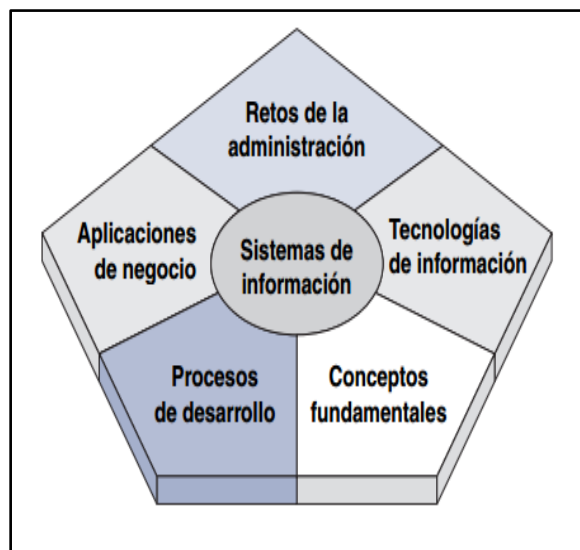 Retos de la
administración
Aplicaciones
de negocio
Sistemas de
información
Tecnologías
de información
Procesos
de desarrollo
Conceptos
fundamentales